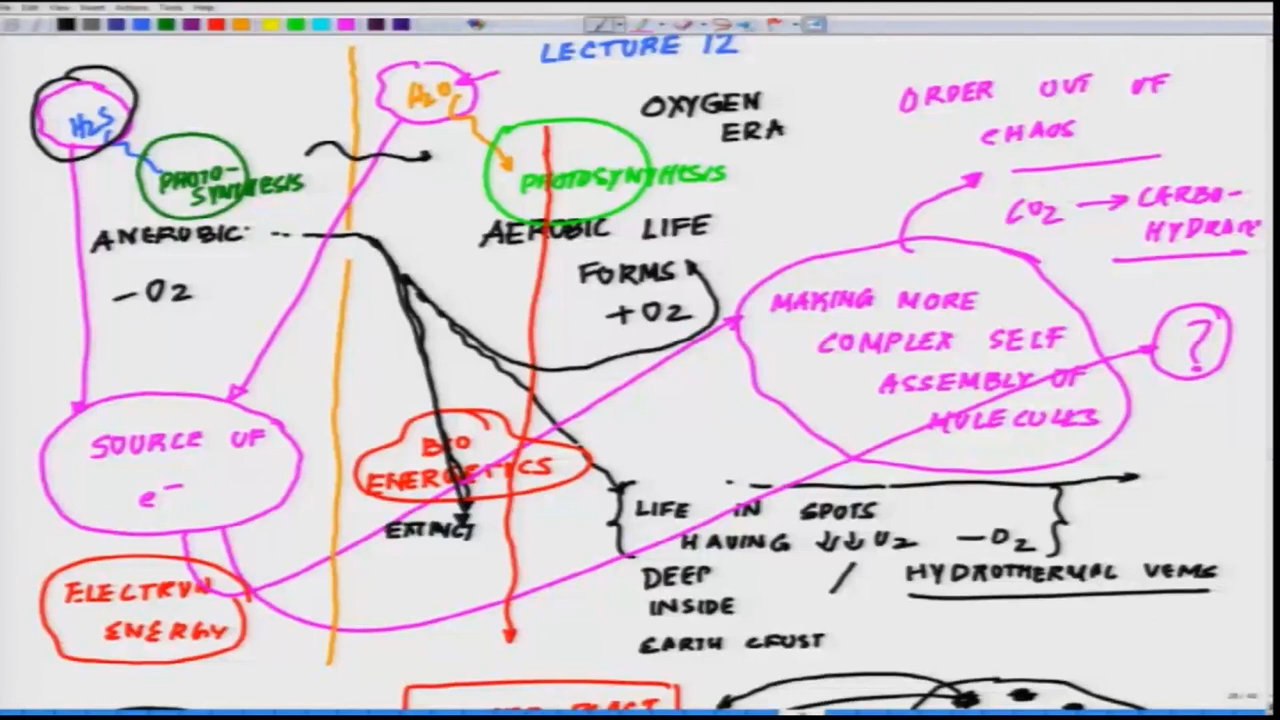 LECTURE 12
H2S
PHOTO-
SYNTHESIS
ANERUBIC
-O2
H2O
OXYGEN
ERA
PHOTOSYNTHESIS
AEROBIC LIFE
FORMS
+O2
ORDER OUT OF
CHAOS
CO2 → CARBO-
HYDRATE
MAKING MORE
COMPLEX SELF
ASSEMBLY OF
MOLECULES
?
SOURCE OF
e-
BIO
ENERGETICS
EXTINCT
ELECTRON
ENERGY
LIFE IN SPOTS
HAVING ↓↓O2 -O2
DEEP / HYDROTHERMAL VEMS
INSIDE
EARTH CRUST